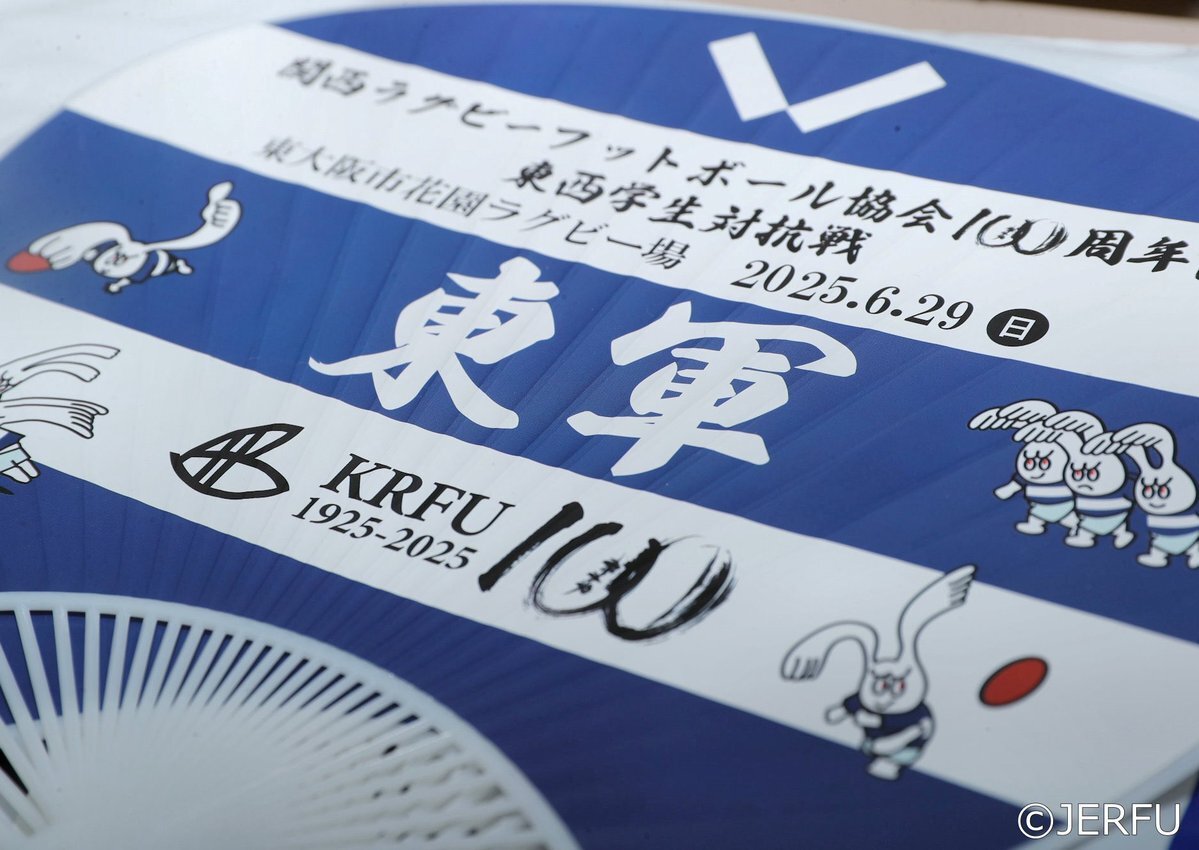 関西ラグビーフットボール協会100周年
東西学生対抗戦
東大阪市花園ラグビー場 2025.6.29 日
東軍
KRFU
1925-2025
100
©JERFU